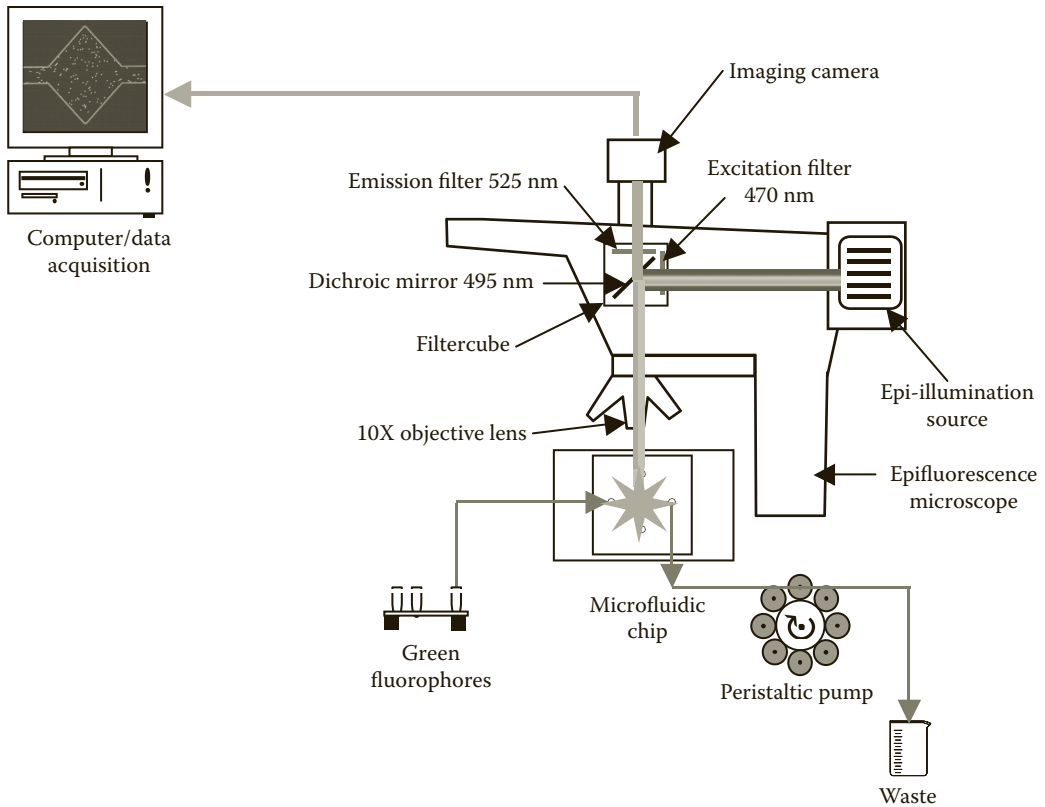 Imaging camera
Emission filter 525 nm
Excitation filter
470 nm
Computer/data
acquisition
Dichroic mirror 495 nm
Filtercube
Epi-illumination
source
10X objective lens
Epifluorescence
microscope
Microfluidic
chip
Green
fluorophores
Peristaltic pump
Waste